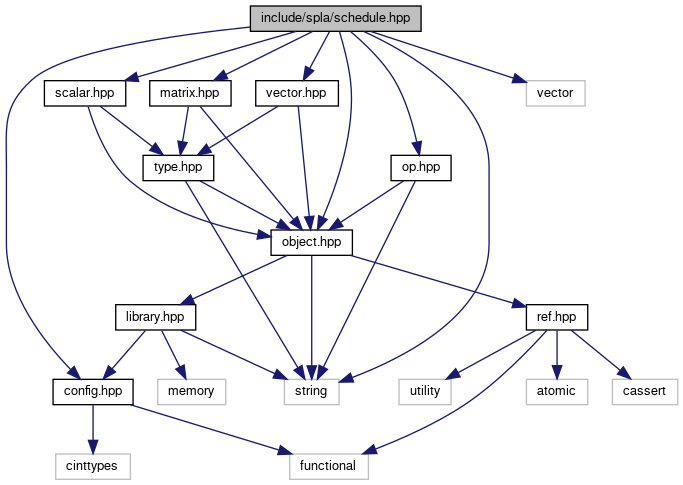 include/spla/schedule.hpp
scalar.hpp
matrix.hpp
vector.hpp
vector
type.hpp
op.hpp
object.hpp
library.hpp
ref.hpp
config.hpp
memory
string
utility
atomic
cassert
cinttypes
functional